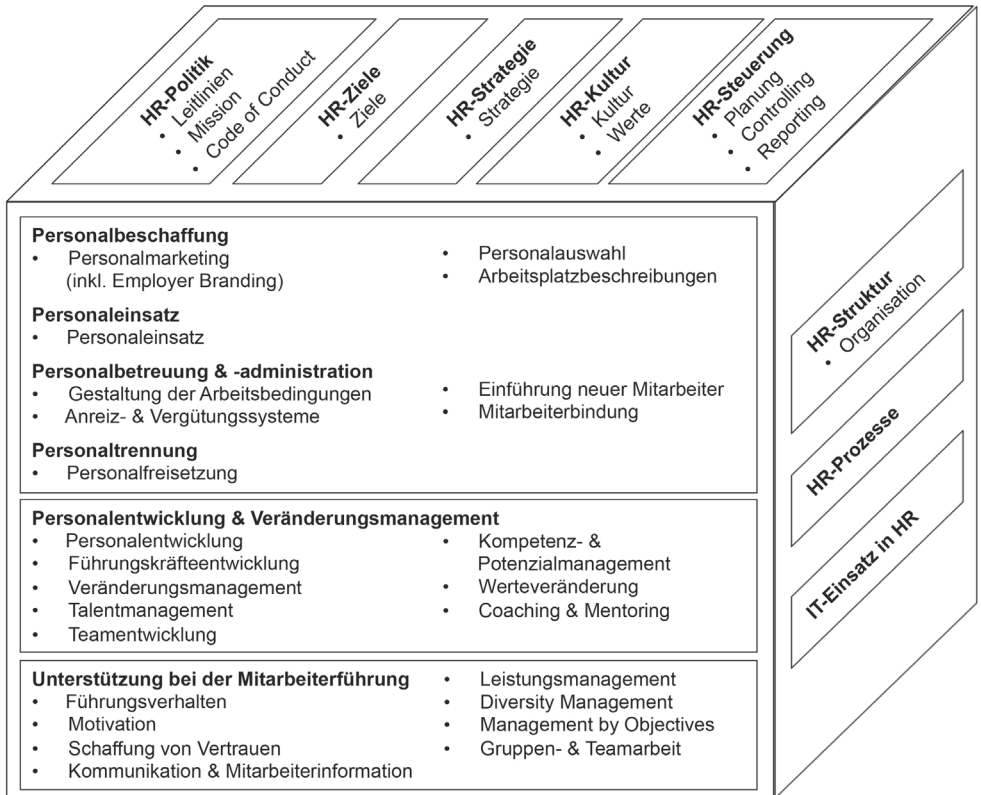 HR-Politik
• Leitlinien
• Mission
• Code of Conduct
HR-Ziele
• Ziele
HR-Strategie
• Strategie
HR-Kultur
• Kultur
• Werte
HR-Steuerung
• Planung
• Controlling
• Reporting
Personalbeschaffung
• Personalmarketing
(inkl. Employer Branding)
• Personalauswahl
• Arbeitsplatzbeschreibungen
Personaleinsatz
• Personaleinsatz
Personalbetreuung & -administration
• Gestaltung der Arbeitsbedingungen
• Anreiz- & Vergütungssysteme
• Einführung neuer Mitarbeiter
• Mitarbeiterbindung
Personaltrennung
• Personalfreisetzung
Personalentwicklung & Veränderungsmanagement
• Personalentwicklung
• Führungskräfteentwicklung
• Veränderungsmanagement
• Talentmanagement
• Teamentwicklung
• Kompetenz- &
Potenzialmanagement
• Werteveränderung
• Coaching & Mentoring
Unterstützung bei der Mitarbeiterführung
• Führungsverhalten
• Motivation
• Schaffung von Vertrauen
• Kommunikation & Mitarbeiterinformation
• Leistungsmanagement
• Diversity Management
• Management by Objectives
• Gruppen- & Teamarbeit
HR-Struktur
• Organisation
HR-Prozesse
IT-Einsatz in HR